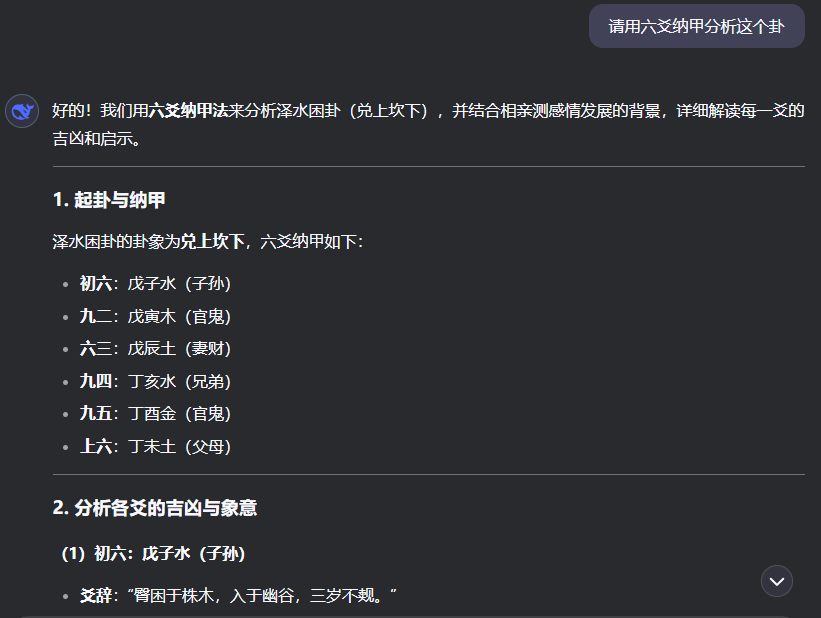 请用六爻纳甲分析这个卦
好的！我们用六爻纳甲法来分析泽水困卦（兑上坎下），并结合相亲测感情发展的背景，详细解读每一爻的
吉凶和启示。
1. 起卦与纳甲
泽水困卦的卦象为兑上坎下，六爻纳甲如下：
• 初六：戊子水（子孙）
• 九二：戊寅木（官鬼）
• 六三：戊辰土（妻财）
• 九四：丁亥水（兄弟）
• 九五：丁酉金（官鬼）
• 上六：丁未土（父母）
2. 分析各爻的吉凶与象意
（1）初六：戊子水（子孙）
• 爻辞：“臀困于株木，入于幽谷，三岁不觌。”